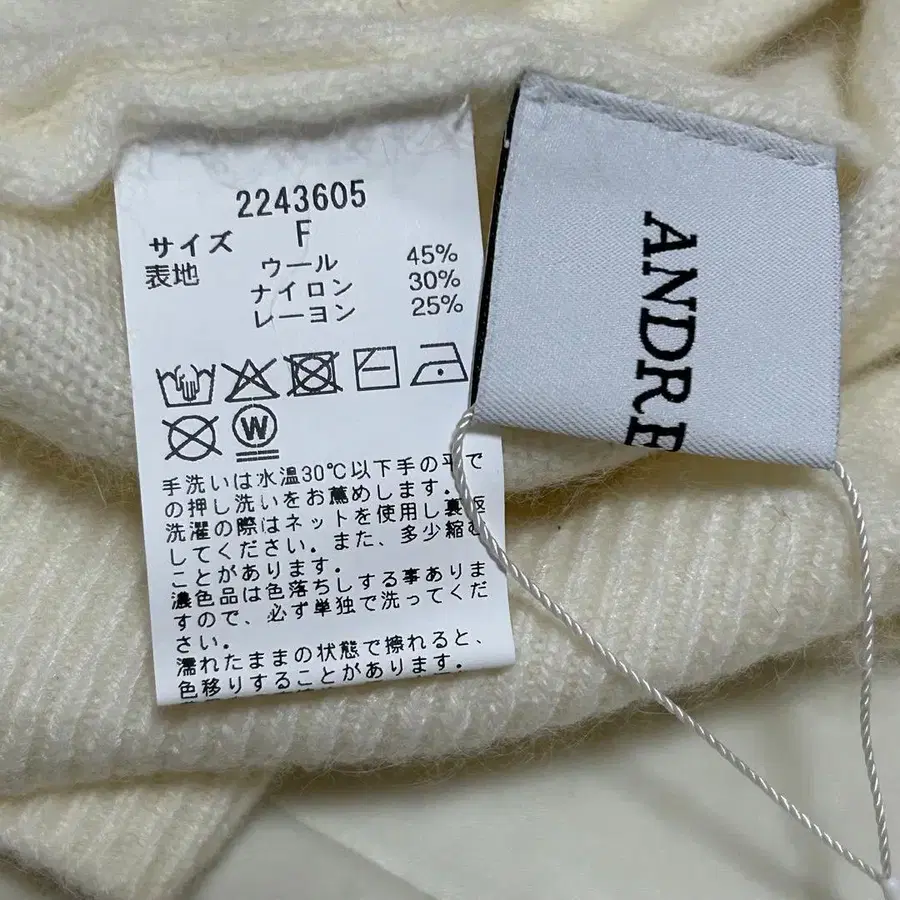 2243605
サイズ F
表地 ウール 45%
ナイロン 30%
レーヨン 25%
W
手洗いは水温30℃以下手の平で
の押し洗いをお薦めします。
洗濯の際はネットを使用し裏返
してください。また、多少縮む
ことがあります。
濃色品は色落ちしする事ありま
すので、必ず単独で洗ってくだ
さい。
濡れたままの状態で擦れると、
色移りすることがあります。
ANDRE